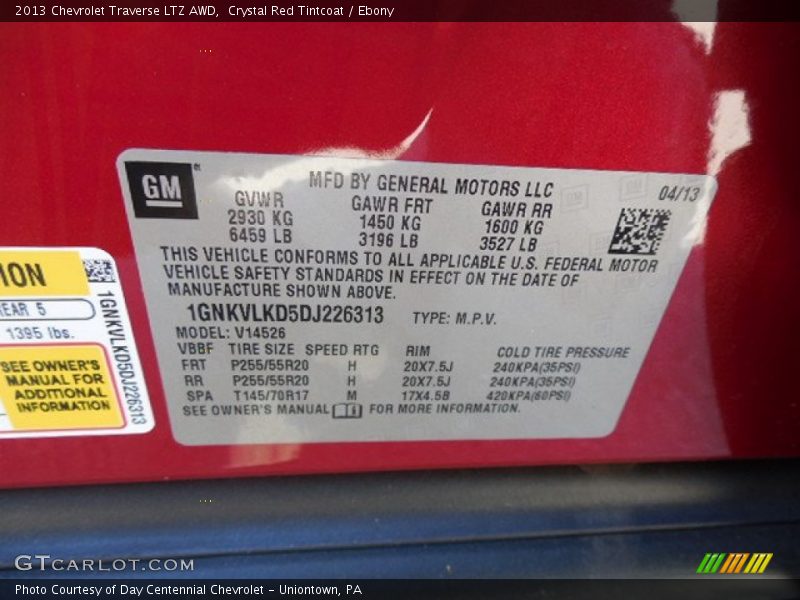 2013 Chevrolet Traverse LTZ AWD, Crystal Red Tintcoat / Ebony
GM
MFD BY GENERAL MOTORS LLC
04/13
GVWR GAWR FRT GAWR RR
2930 KG 1450 KG 1600 KG
6459 LB 3196 LB 3527 LB
THIS VEHICLE CONFORMS TO ALL APPLICABLE U.S. FEDERAL MOTOR
VEHICLE SAFETY STANDARDS IN EFFECT ON THE DATE OF
MANUFACTURE SHOWN ABOVE.
1GNKVLKD5DJ226313 TYPE: M.P.V.
MODEL: V14526
VBBF TIRE SIZE SPEED RTG RIM COLD TIRE PRESSURE
FRT P255/55R20 H 20X7.5J 240KPA(35PSI)
RR P255/55R20 H 20X7.5J 240KPA(35PSI)
SPA T145/70R17 M 17X4.5B 420KPA(60PSI)
SEE OWNER'S MANUAL FOR MORE INFORMATION.
ION
REAR 5
1395 lbs.
SEE OWNER'S
MANUAL FOR
ADDITIONAL
INFORMATION
1GNKVLKD5DJ226313
GTCARLOT.COM
Photo Courtesy of Day Centennial Chevrolet - Uniontown, PA